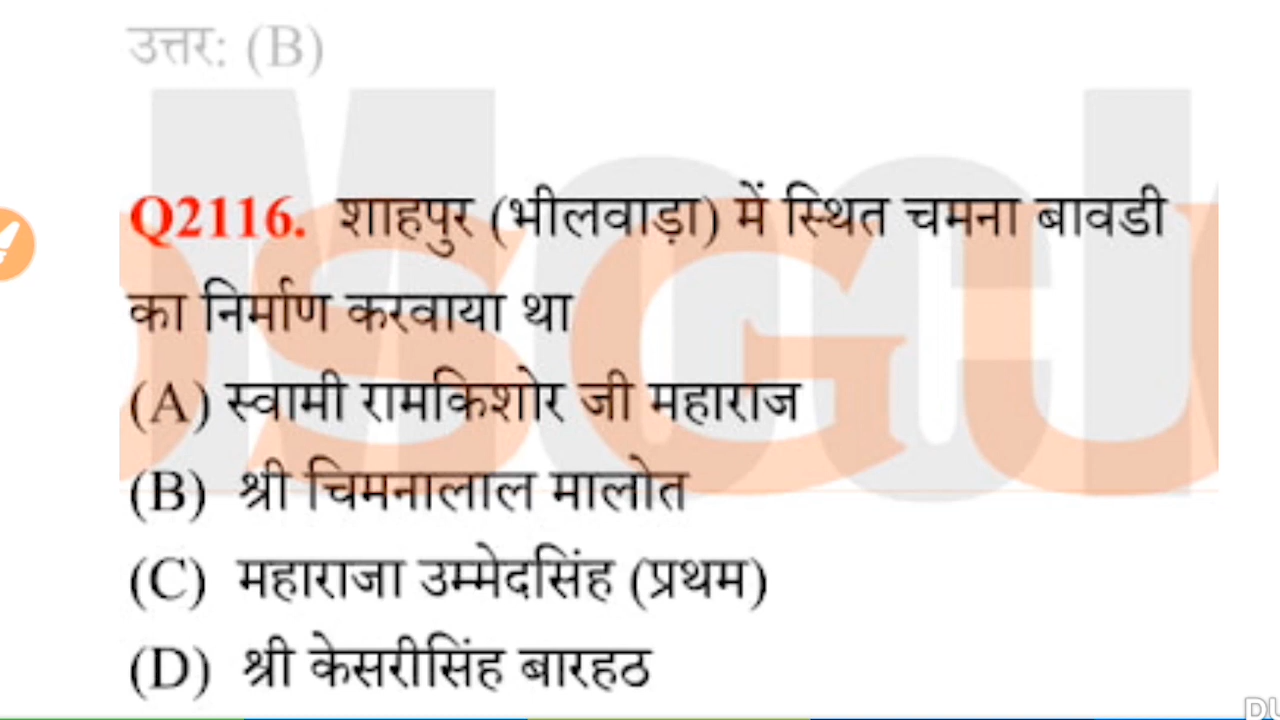 उत्तर: (B)
Q2116. शाहपुर (भीलवाड़ा) में स्थित चमना बावडी
का निर्माण करवाया था
(A) स्वामी रामकिशोर जी महाराज
(B) श्री चिमनालाल मालोत
(C) महाराजा उम्मेदसिंह (प्रथम)
(D) श्री केसरीसिंह बारहठ